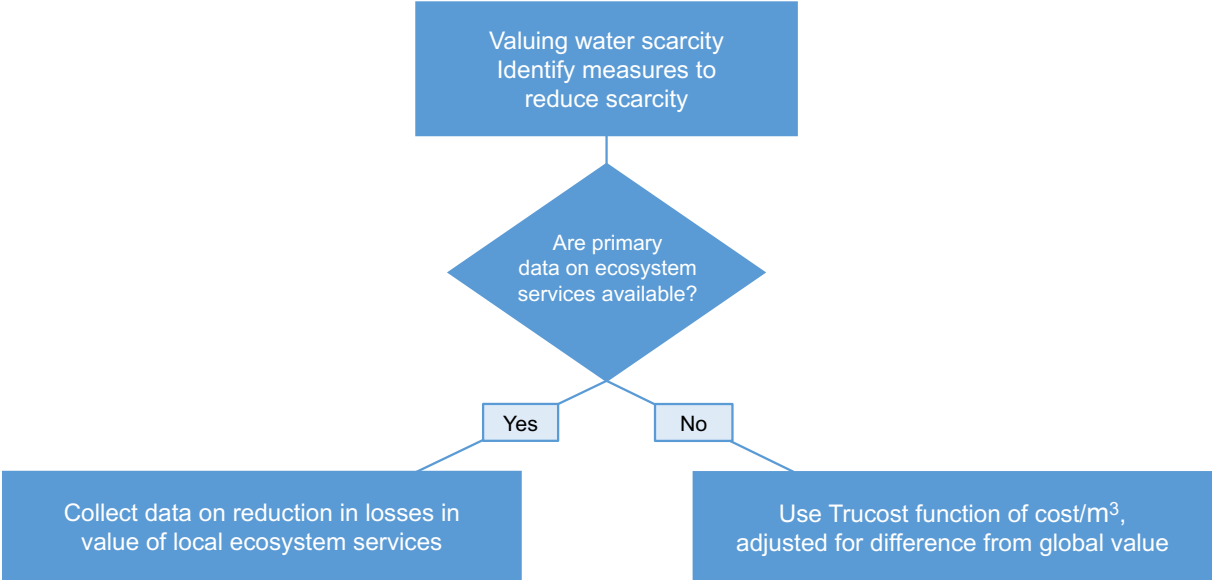 Valuing water scarcity
Identify measures to
reduce scarcity
Are primary
data on ecosystem
services available?
Yes
No
Collect data on reduction in losses in
value of local ecosystem services
Use Trucost function of cost/m³,
adjusted for difference from global value